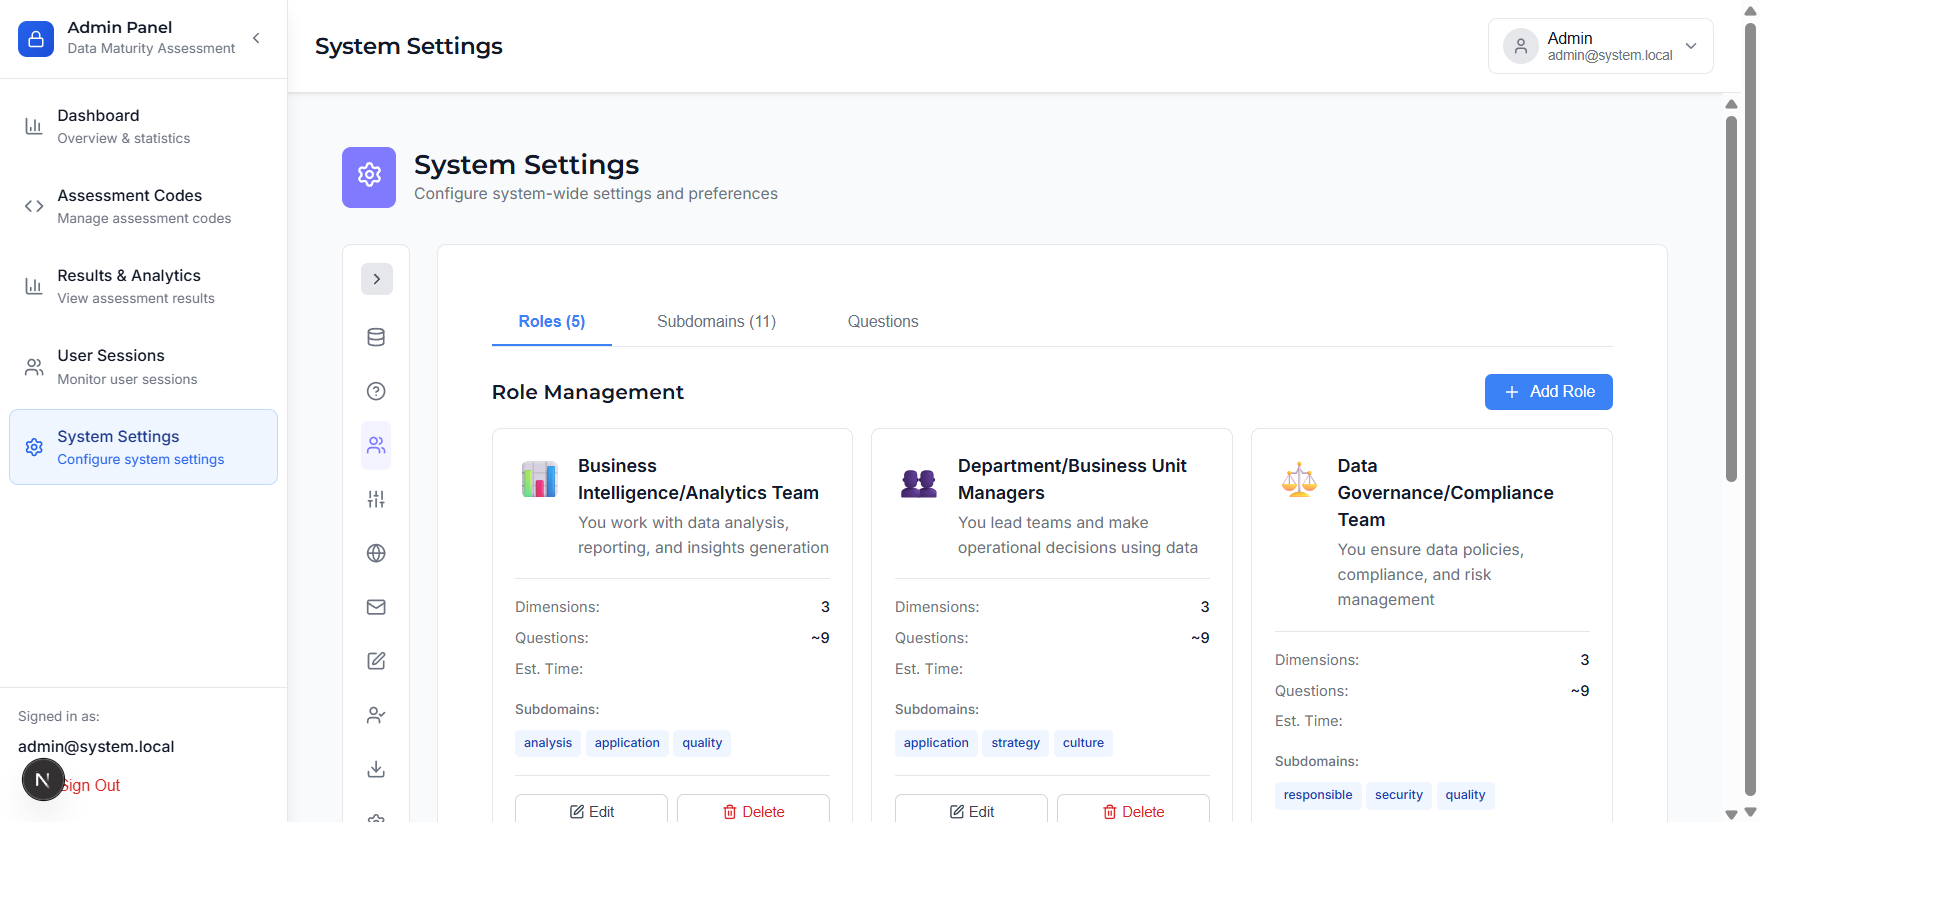 Admin Panel
Data Maturity Assessment
Dashboard
Overview & statistics
Assessment Codes
Manage assessment codes
Results & Analytics
View assessment results
User Sessions
Monitor user sessions
System Settings
Configure system settings
Signed in as:
admin@system.local
N
Sign Out
System Settings
Admin
admin@system.local
System Settings
Configure system-wide settings and preferences
Roles (5)
Subdomains (11)
Questions
Role Management
Add Role
Business
Intelligence/Analytics Team
You work with data analysis,
reporting, and insights generation
Dimensions: 3
Questions: ~9
Est. Time:
Subdomains:
analysis application quality
Edit Delete
Department/Business Unit
Managers
You lead teams and make
operational decisions using data
Dimensions: 3
Questions: ~9
Est. Time:
Subdomains:
application strategy culture
Edit Delete
Data
Governance/Compliance
Team
You ensure data policies,
compliance, and risk
management
Dimensions: 3
Questions: ~9
Est. Time:
Subdomains:
responsible security quality